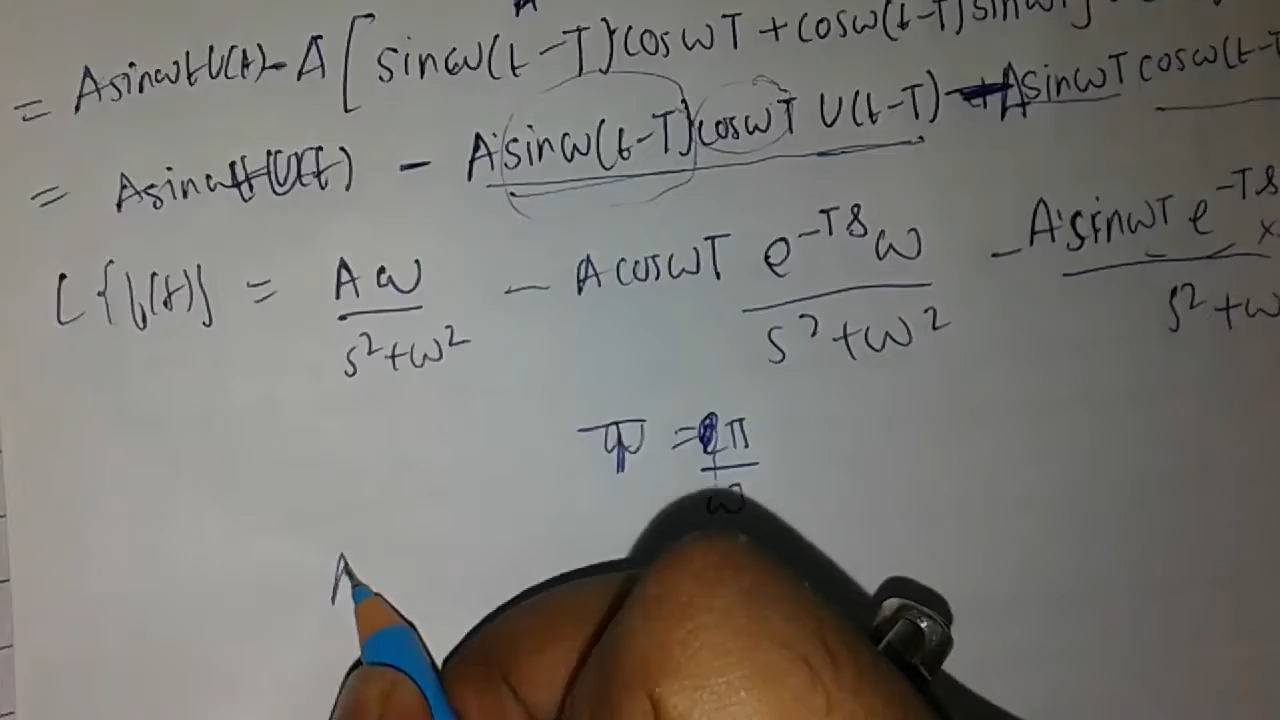 = A sinωt U(t) - A [ sinω(t-T) cosωT + cosω(t-T) sinωT ]
= A sinωt U(t) - A sinω(t-T) cosωT U(t-T) - A sinωT cosω(t-T
L{f(t)} = Aω / s²+ω² - A cosωT e^-Ts ω / s²+ω² - A sinωT e^-Ts × / s²+ω
T = π / ω
A